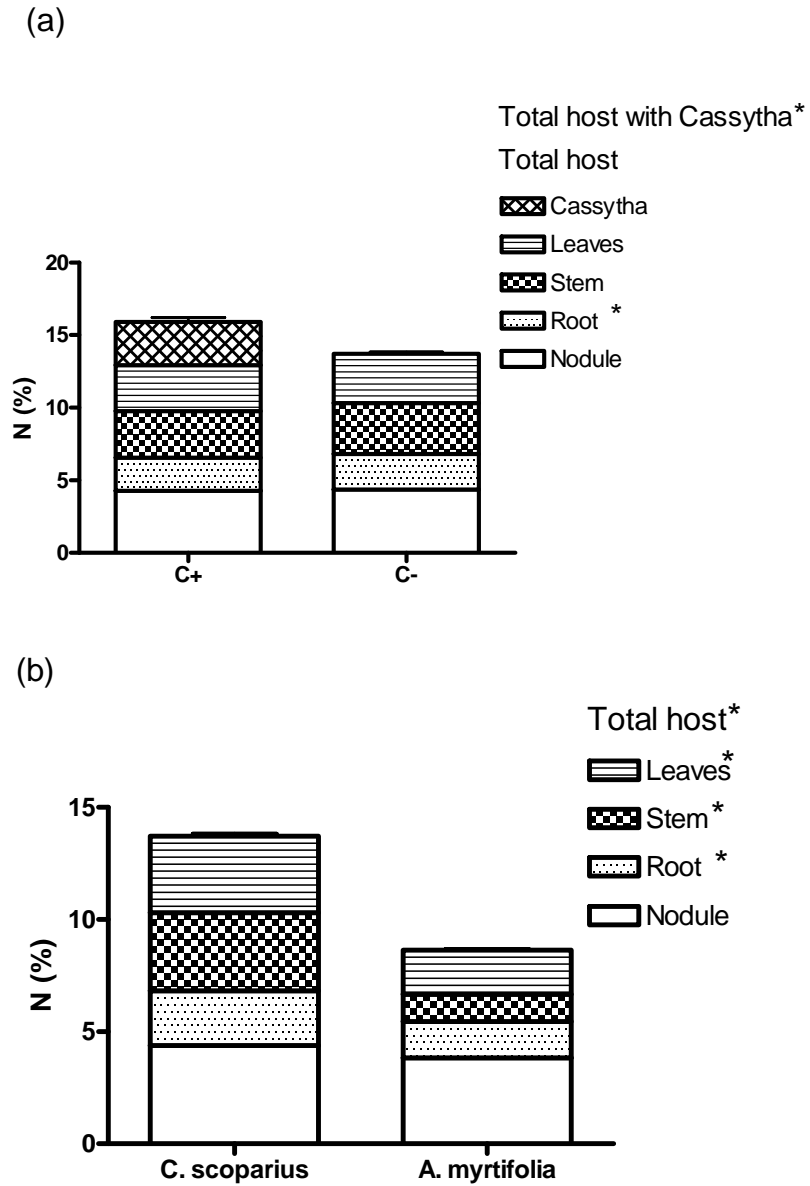 (a)
Total host with Cassytha*
Total host
Cassytha
Leaves
Stem
Root *
Nodule
20
15
10
5
0
N (%)
C+ C-
(b)
Total host*
Leaves*
Stem*
Root *
Nodule
15
10
5
0
N (%)
C. scoparius A. myrtifolia